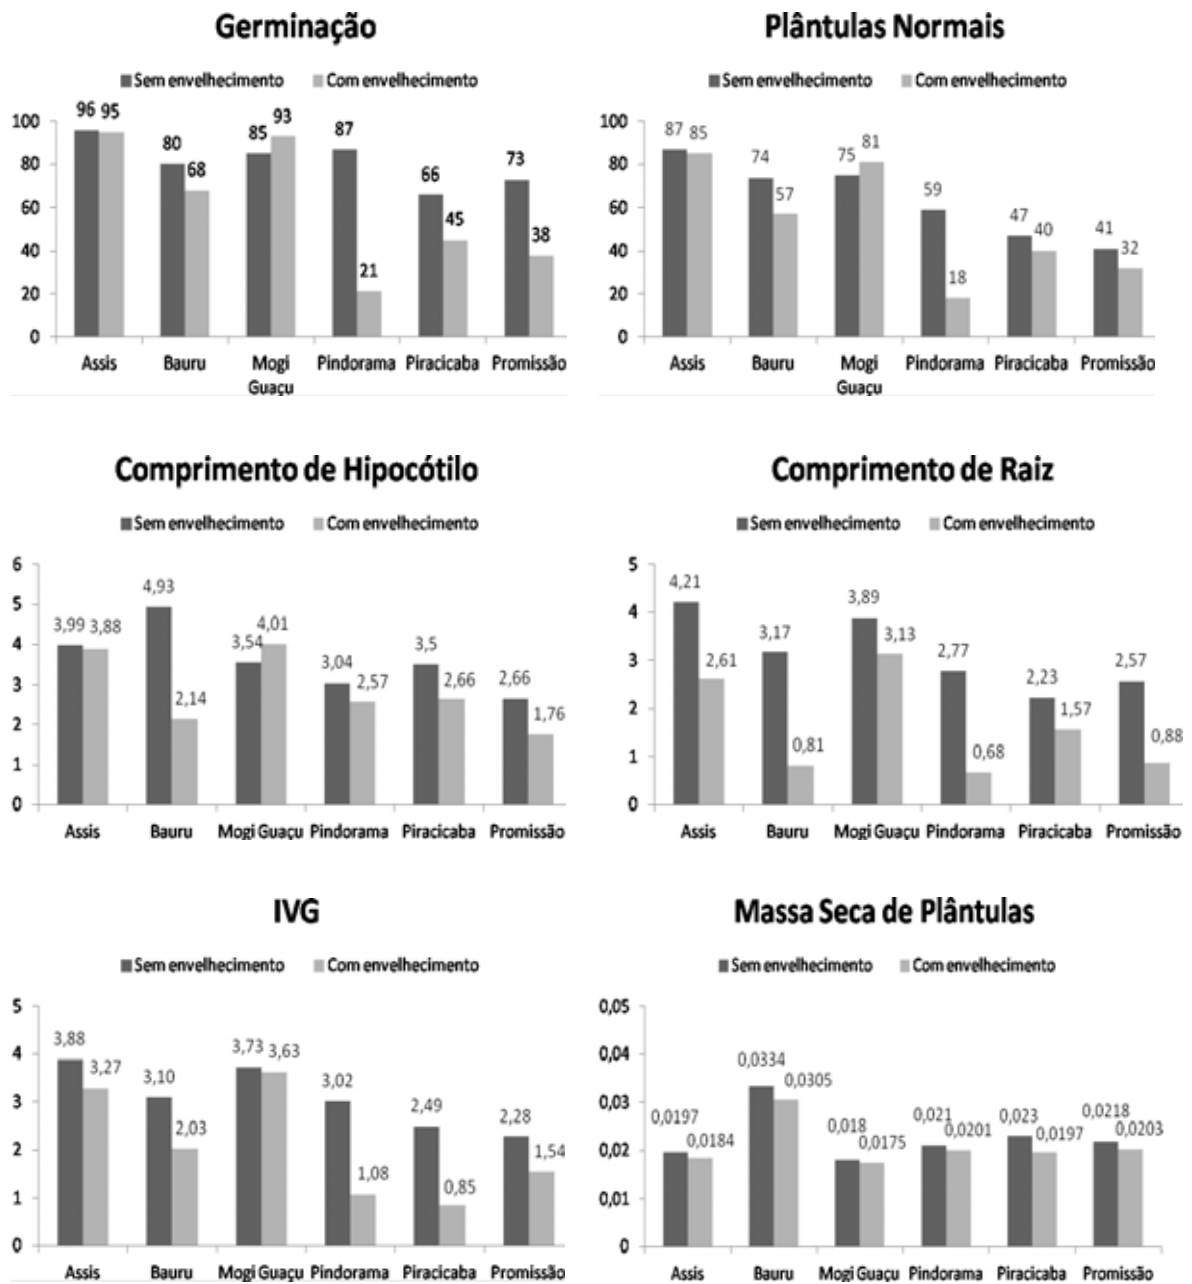 Germinação
Sem envelhecimento Com envelhecimento
96 95 80 68 85 93 87 21 66 45 73 38
100
80
60
40
20
0
Assis Bauru Mogi Guaçu Pindorama Piracicaba Promissão
Plântulas Normais
Sem envelhecimento Com envelhecimento
87 85 74 57 75 81 59 18 47 40 41 32
100
80
60
40
20
0
Assis Bauru Mogi Guaçu Pindorama Piracicaba Promissão
Comprimento de Hipocótilo
Sem envelhecimento Com envelhecimento
3,99 3,88 4,93 2,14 3,54 4,01 3,04 2,57 3,5 2,66 2,66 1,76
6
5
4
3
2
1
0
Assis Bauru Mogi Guaçu Pindorama Piracicaba Promissão
Comprimento de Raiz
Sem envelhecimento Com envelhecimento
4,21 2,61 3,17 0,81 3,89 3,13 2,77 0,68 2,23 1,57 2,57 0,88
5
4
3
2
1
0
Assis Bauru Mogi Guaçu Pindorama Piracicaba Promissão
IVG
Sem envelhecimento Com envelhecimento
3,88 3,27 3,10 2,03 3,73 3,63 3,02 1,08 2,49 0,85 2,28 1,54
5
4
3
2
1
0
Assis Bauru Mogi Guaçu Pindorama Piracicaba Promissão
Massa Seca de Plântulas
Sem envelhecimento Com envelhecimento
0,0197 0,0184 0,0334 0,0305 0,018 0,0175 0,021 0,0201 0,023 0,0197 0,0218 0,0203
0,05
0,04
0,03
0,02
0,01
0
Assis Bauru Mogi Guaçu Pindorama Piracicaba Promissão